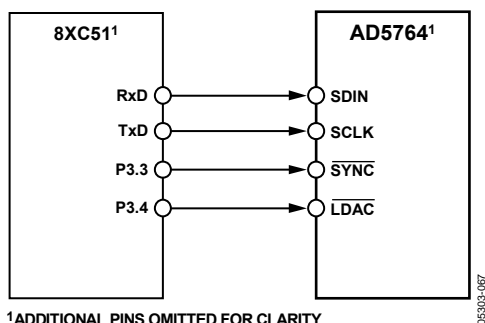 8XC51¹ AD5764¹
RxD SDIN
TxD SCLK
P3.3 SYNC
P3.4 LDAC
¹ADDITIONAL PINS OMITTED FOR CLARITY
05303-067